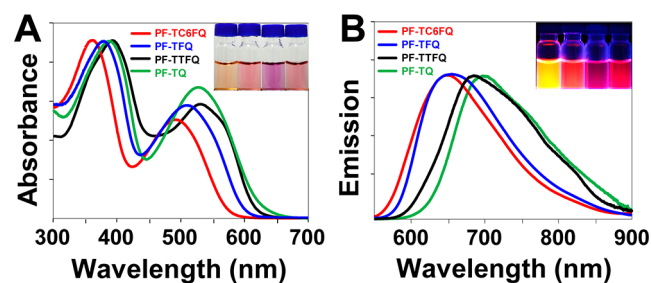 A
PF-TC6FQ
PF-TFQ
PF-TTFQ
PF-TQ
Absorbance
300 400 500 600 700
Wavelength (nm)
B
PF-TC6FQ
PF-TFQ
PF-TTFQ
PF-TQ
Emission
600 700 800 900
Wavelength (nm)